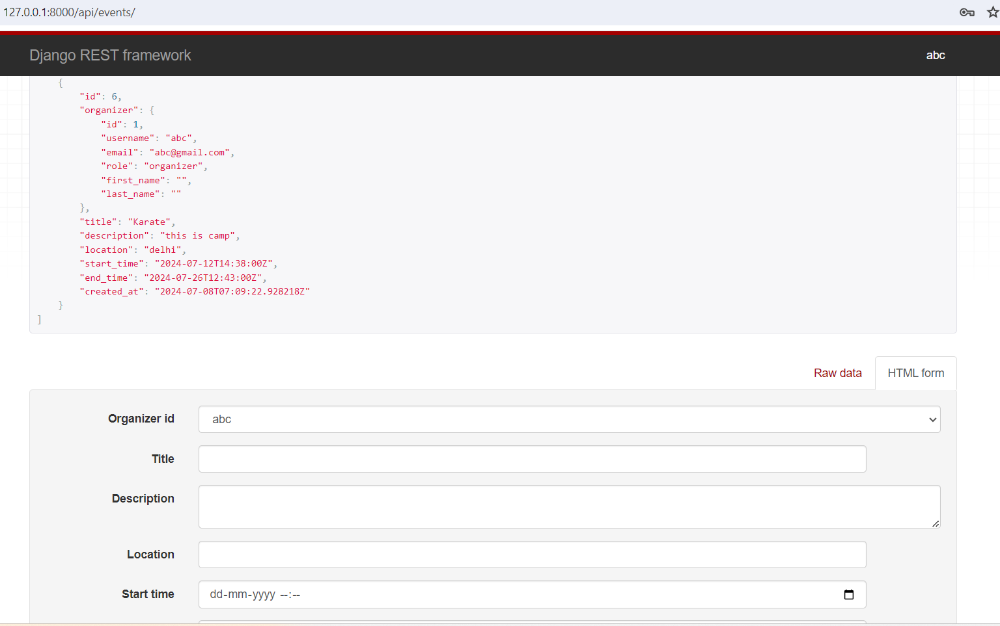 127.0.0.1:8000/api/events/
Django REST framework
abc
{
"id": 6,
"organizer": {
"id": 1,
"username": "abc",
"email": "abc@gmail.com",
"role": "organizer",
"first_name": "",
"last_name": ""
},
"title": "Karate",
"description": "this is camp",
"location": "delhi",
"start_time": "2024-07-12T14:38:00Z",
"end_time": "2024-07-26T12:43:00Z",
"created_at": "2024-07-08T07:09:22.928218Z"
}
]
Raw data
HTML form
Organizer id
abc
Title
Description
Location
Start time
dd-mm-yyyy --:--